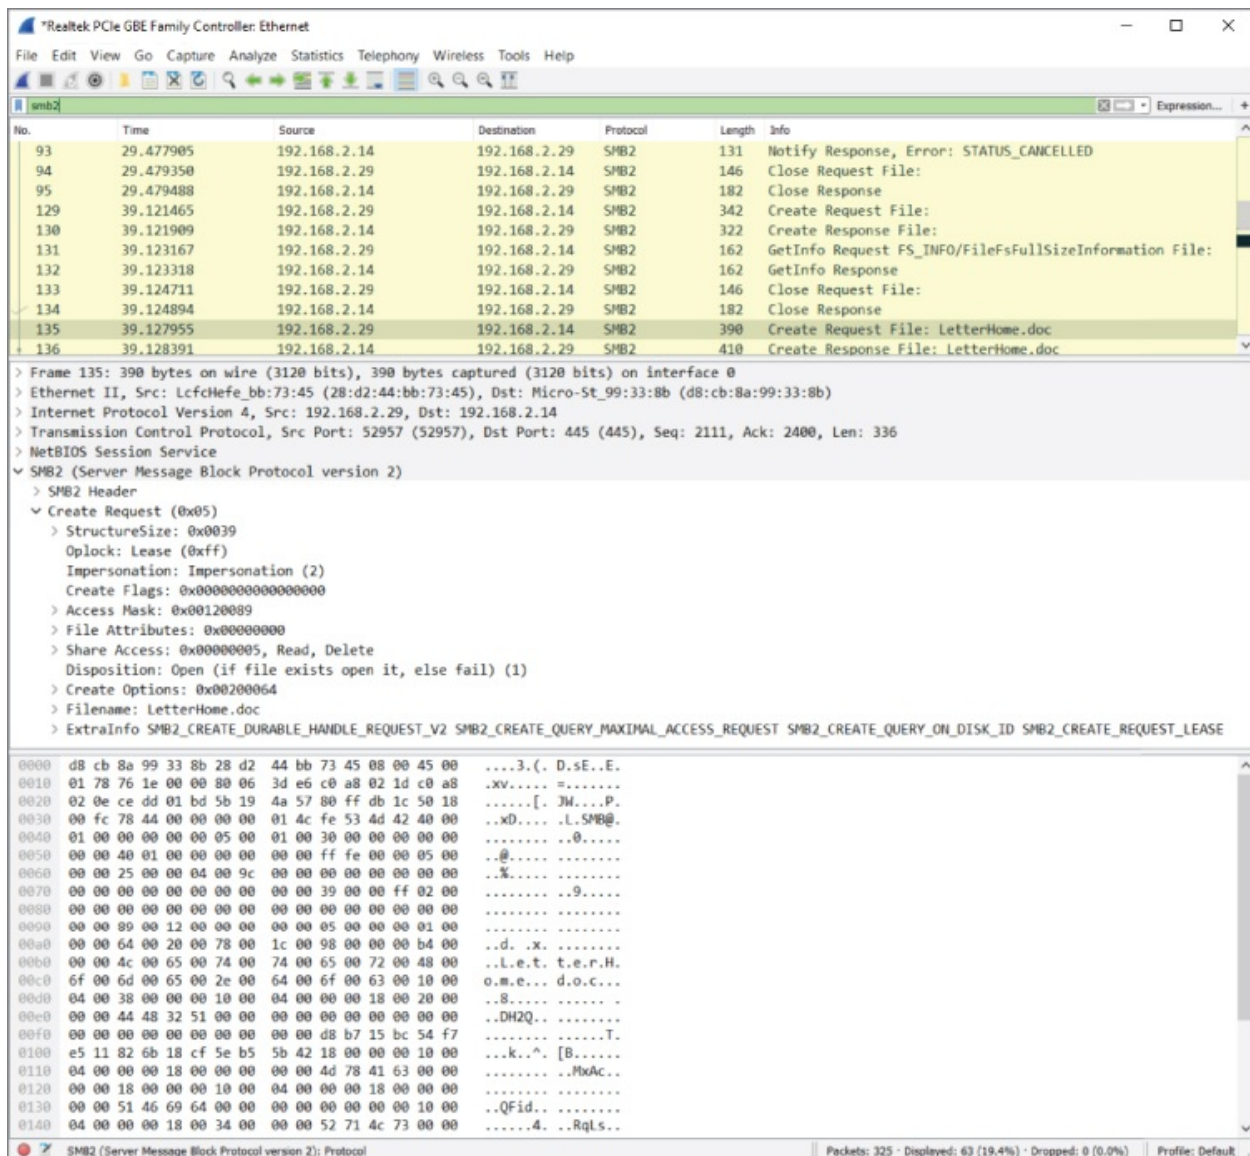 *Realtek PCIe GBE Family Controller: Ethernet
File Edit View Go Capture Analyze Statistics Telephony Wireless Tools Help
smb2 Expression... +
No. Time Source Destination Protocol Length Info
93 29.477905 192.168.2.14 192.168.2.29 SMB2 131 Notify Response, Error: STATUS_CANCELLED
94 29.479350 192.168.2.29 192.168.2.14 SMB2 146 Close Request File:
95 29.479488 192.168.2.14 192.168.2.29 SMB2 182 Close Response
129 39.121465 192.168.2.29 192.168.2.14 SMB2 342 Create Request File:
130 39.121909 192.168.2.14 192.168.2.29 SMB2 322 Create Response File:
131 39.123167 192.168.2.29 192.168.2.14 SMB2 162 GetInfo Request FS_INFO/FileFsFullSizeInformation File:
132 39.123318 192.168.2.14 192.168.2.29 SMB2 162 GetInfo Response
133 39.124711 192.168.2.29 192.168.2.14 SMB2 146 Close Request File:
134 39.124894 192.168.2.14 192.168.2.29 SMB2 182 Close Response
135 39.127955 192.168.2.29 192.168.2.14 SMB2 390 Create Request File: LetterHome.doc
136 39.128391 192.168.2.14 192.168.2.29 SMB2 410 Create Response File: LetterHome.doc
> Frame 135: 390 bytes on wire (3120 bits), 390 bytes captured (3120 bits) on interface 0
> Ethernet II, Src: LcfcHefe_bb:73:45 (28:d2:44:bb:73:45), Dst: Micro-St_99:33:8b (d8:cb:8a:99:33:8b)
> Internet Protocol Version 4, Src: 192.168.2.29, Dst: 192.168.2.14
> Transmission Control Protocol, Src Port: 52957 (52957), Dst Port: 445 (445), Seq: 2111, Ack: 2400, Len: 336
> NetBIOS Session Service
SMB2 (Server Message Block Protocol version 2)
> SMB2 Header
Create Request (0x05)
> StructureSize: 0x0039
Oplock: Lease (0xff)
Impersonation: Impersonation (2)
Create Flags: 0x0000000000000000
> Access Mask: 0x00120089
> File Attributes: 0x00000000
> Share Access: 0x00000005, Read, Delete
Disposition: Open (if file exists open it, else fail) (1)
> Create Options: 0x00200064
> Filename: LetterHome.doc
> ExtraInfo SMB2_CREATE_DURABLE_HANDLE_REQUEST_V2 SMB2_CREATE_QUERY_MAXIMAL_ACCESS_REQUEST SMB2_CREATE_QUERY_ON_DISK_ID SMB2_CREATE_REQUEST_LEASE
0000 d8 cb 8a 99 33 8b 28 d2 44 bb 73 45 08 00 45 00 ....3.(. D.sE..E.
0010 01 78 76 1e 00 00 80 06 3d e6 c0 a8 02 1d c0 a8 .xv..... =.......
0020 02 0e ce dd 01 bd 5b 19 4a 57 80 ff db 1c 50 18 ......[. JW....P.
0030 00 fc 78 44 00 00 00 00 01 4c fe 53 4d 42 40 00 ..xD.... .L.SMB@.
0040 01 00 00 00 00 00 05 00 01 00 30 00 00 00 00 00 ........ ..0.....
0050 00 00 40 01 00 00 00 00 00 00 ff fe 00 00 05 00 ..@..... ........
0060 00 00 25 00 00 04 00 9c 00 00 00 00 00 00 00 00 ..%..... ........
0070 00 00 00 00 00 00 00 00 00 00 39 00 00 ff 02 00 ........ ..9.....
0080 00 00 00 00 00 00 00 00 00 00 00 00 00 00 00 00 ........ ........
0090 00 00 89 00 12 00 00 00 00 00 05 00 00 00 01 00 ........ ........
00a0 00 00 64 00 20 00 78 00 1c 00 98 00 00 00 b4 00 ..d. .x. ........
00b0 00 00 4c 00 65 00 74 00 74 00 65 00 72 00 48 00 ..L.e.t. t.e.r.H.
00c0 6f 00 6d 00 65 00 2e 00 64 00 6f 00 63 00 10 00 o.m.e... d.o.c...
00d0 04 00 38 00 00 00 10 00 04 00 00 00 18 00 20 00 ..8..... ...... .
00e0 00 00 44 48 32 51 00 00 00 00 00 00 00 00 00 00 ..DH2Q.. ........
00f0 00 00 00 00 00 00 00 00 00 00 d8 b7 15 bc 54 f7 ........ ......T.
0100 e5 11 82 6b 18 cf 5e b5 5b 42 18 00 00 00 10 00 ...k..^. [B......
0110 04 00 00 00 18 00 00 00 00 00 4d 78 41 63 00 00 ........ ..MxAc..
0120 00 00 18 00 00 00 10 00 04 00 00 00 18 00 00 00 ........ ........
0130 00 00 51 46 69 64 00 00 00 00 00 00 00 00 10 00 ..QFid.. ........
0140 04 00 00 00 18 00 34 00 00 00 52 71 4c 73 00 00 ......4. ..RqLs..
SMB2 (Server Message Block Protocol version 2): Protocol Packets: 325 · Displayed: 63 (19.4%) · Dropped: 0 (0.0%) Profile: Default